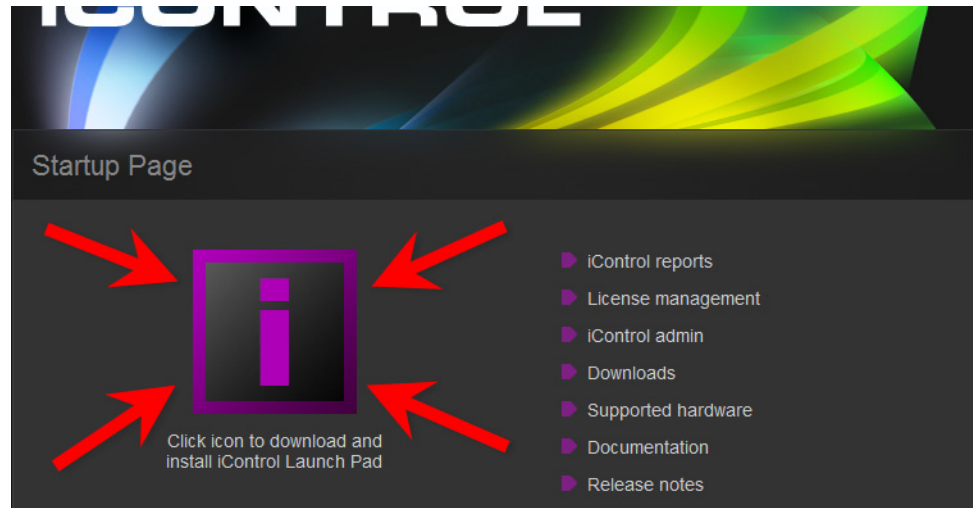 iCONTROL
Startup Page
i
Click icon to download and
install iControl Launch Pad
iControl reports
License management
iControl admin
Downloads
Supported hardware
Documentation
Release notes